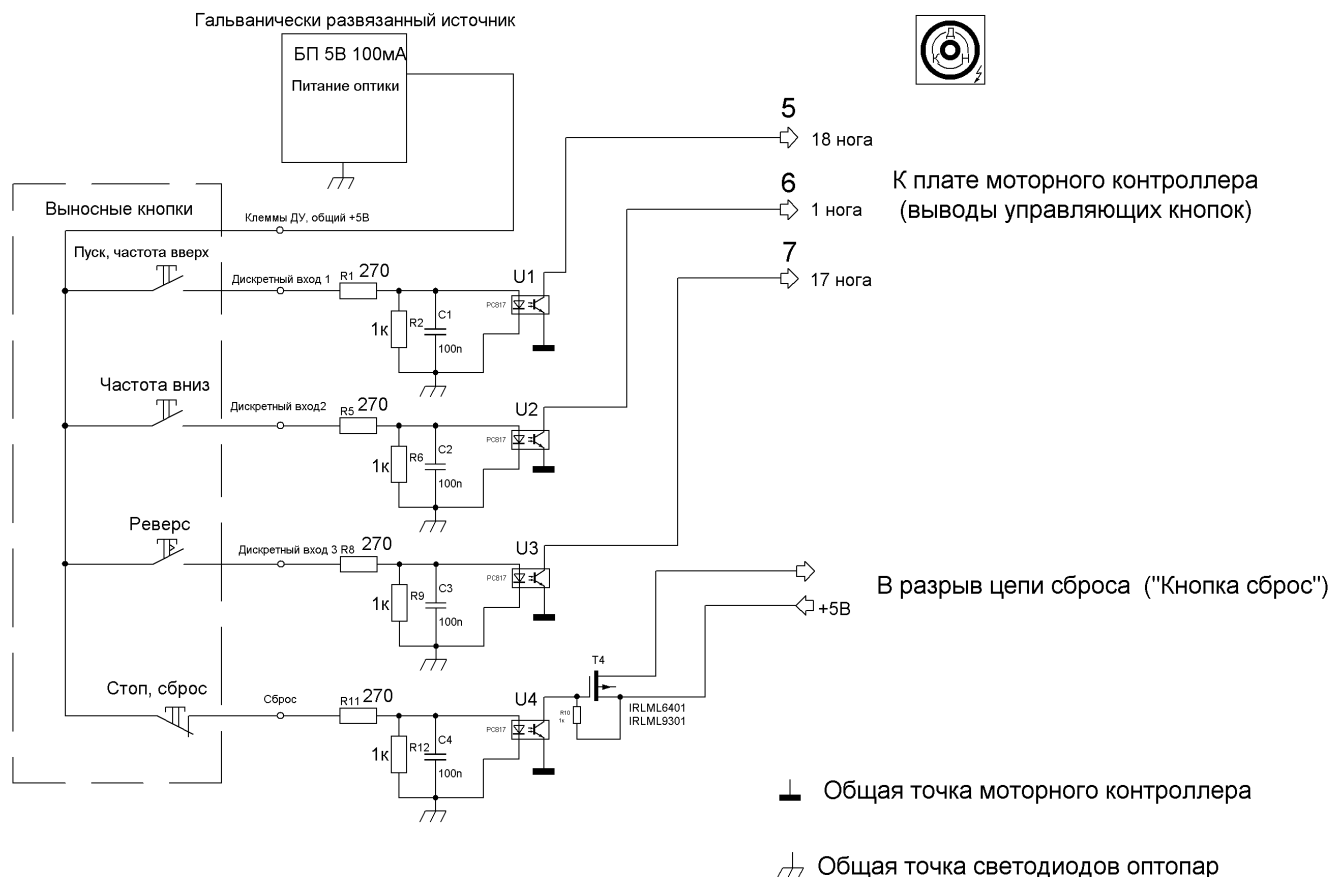 Гальванически развязанный источник
БП 5В 100мА
Питание оптики
Д
К Н
5
18 нога
6
1 нога
К плате моторного контроллера
(выводы управляющих кнопок)
7
17 нога
Выносные кнопки
Клеммы ДУ, общий +5В
Пуск, частота вверх
Дискретный вход 1
R1 270
U1
PC817
1к
R2
C1
100n
Частота вниз
Дискретный вход2
R5 270
U2
PC817
1к
R6
C2
100n
Реверс
Дискретный вход 3
R8 270
U3
PC817
1к
R9
C3
100n
В разрыв цепи сброса ("Кнопка сброс")
+5В
T4
IRLML6401
IRLML9301
R10
1к
Стоп, сброс
Сброс
R11 270
U4
PC817
1к
R12
C4
100n
Общая точка моторного контроллера
Общая точка светодиодов оптопар